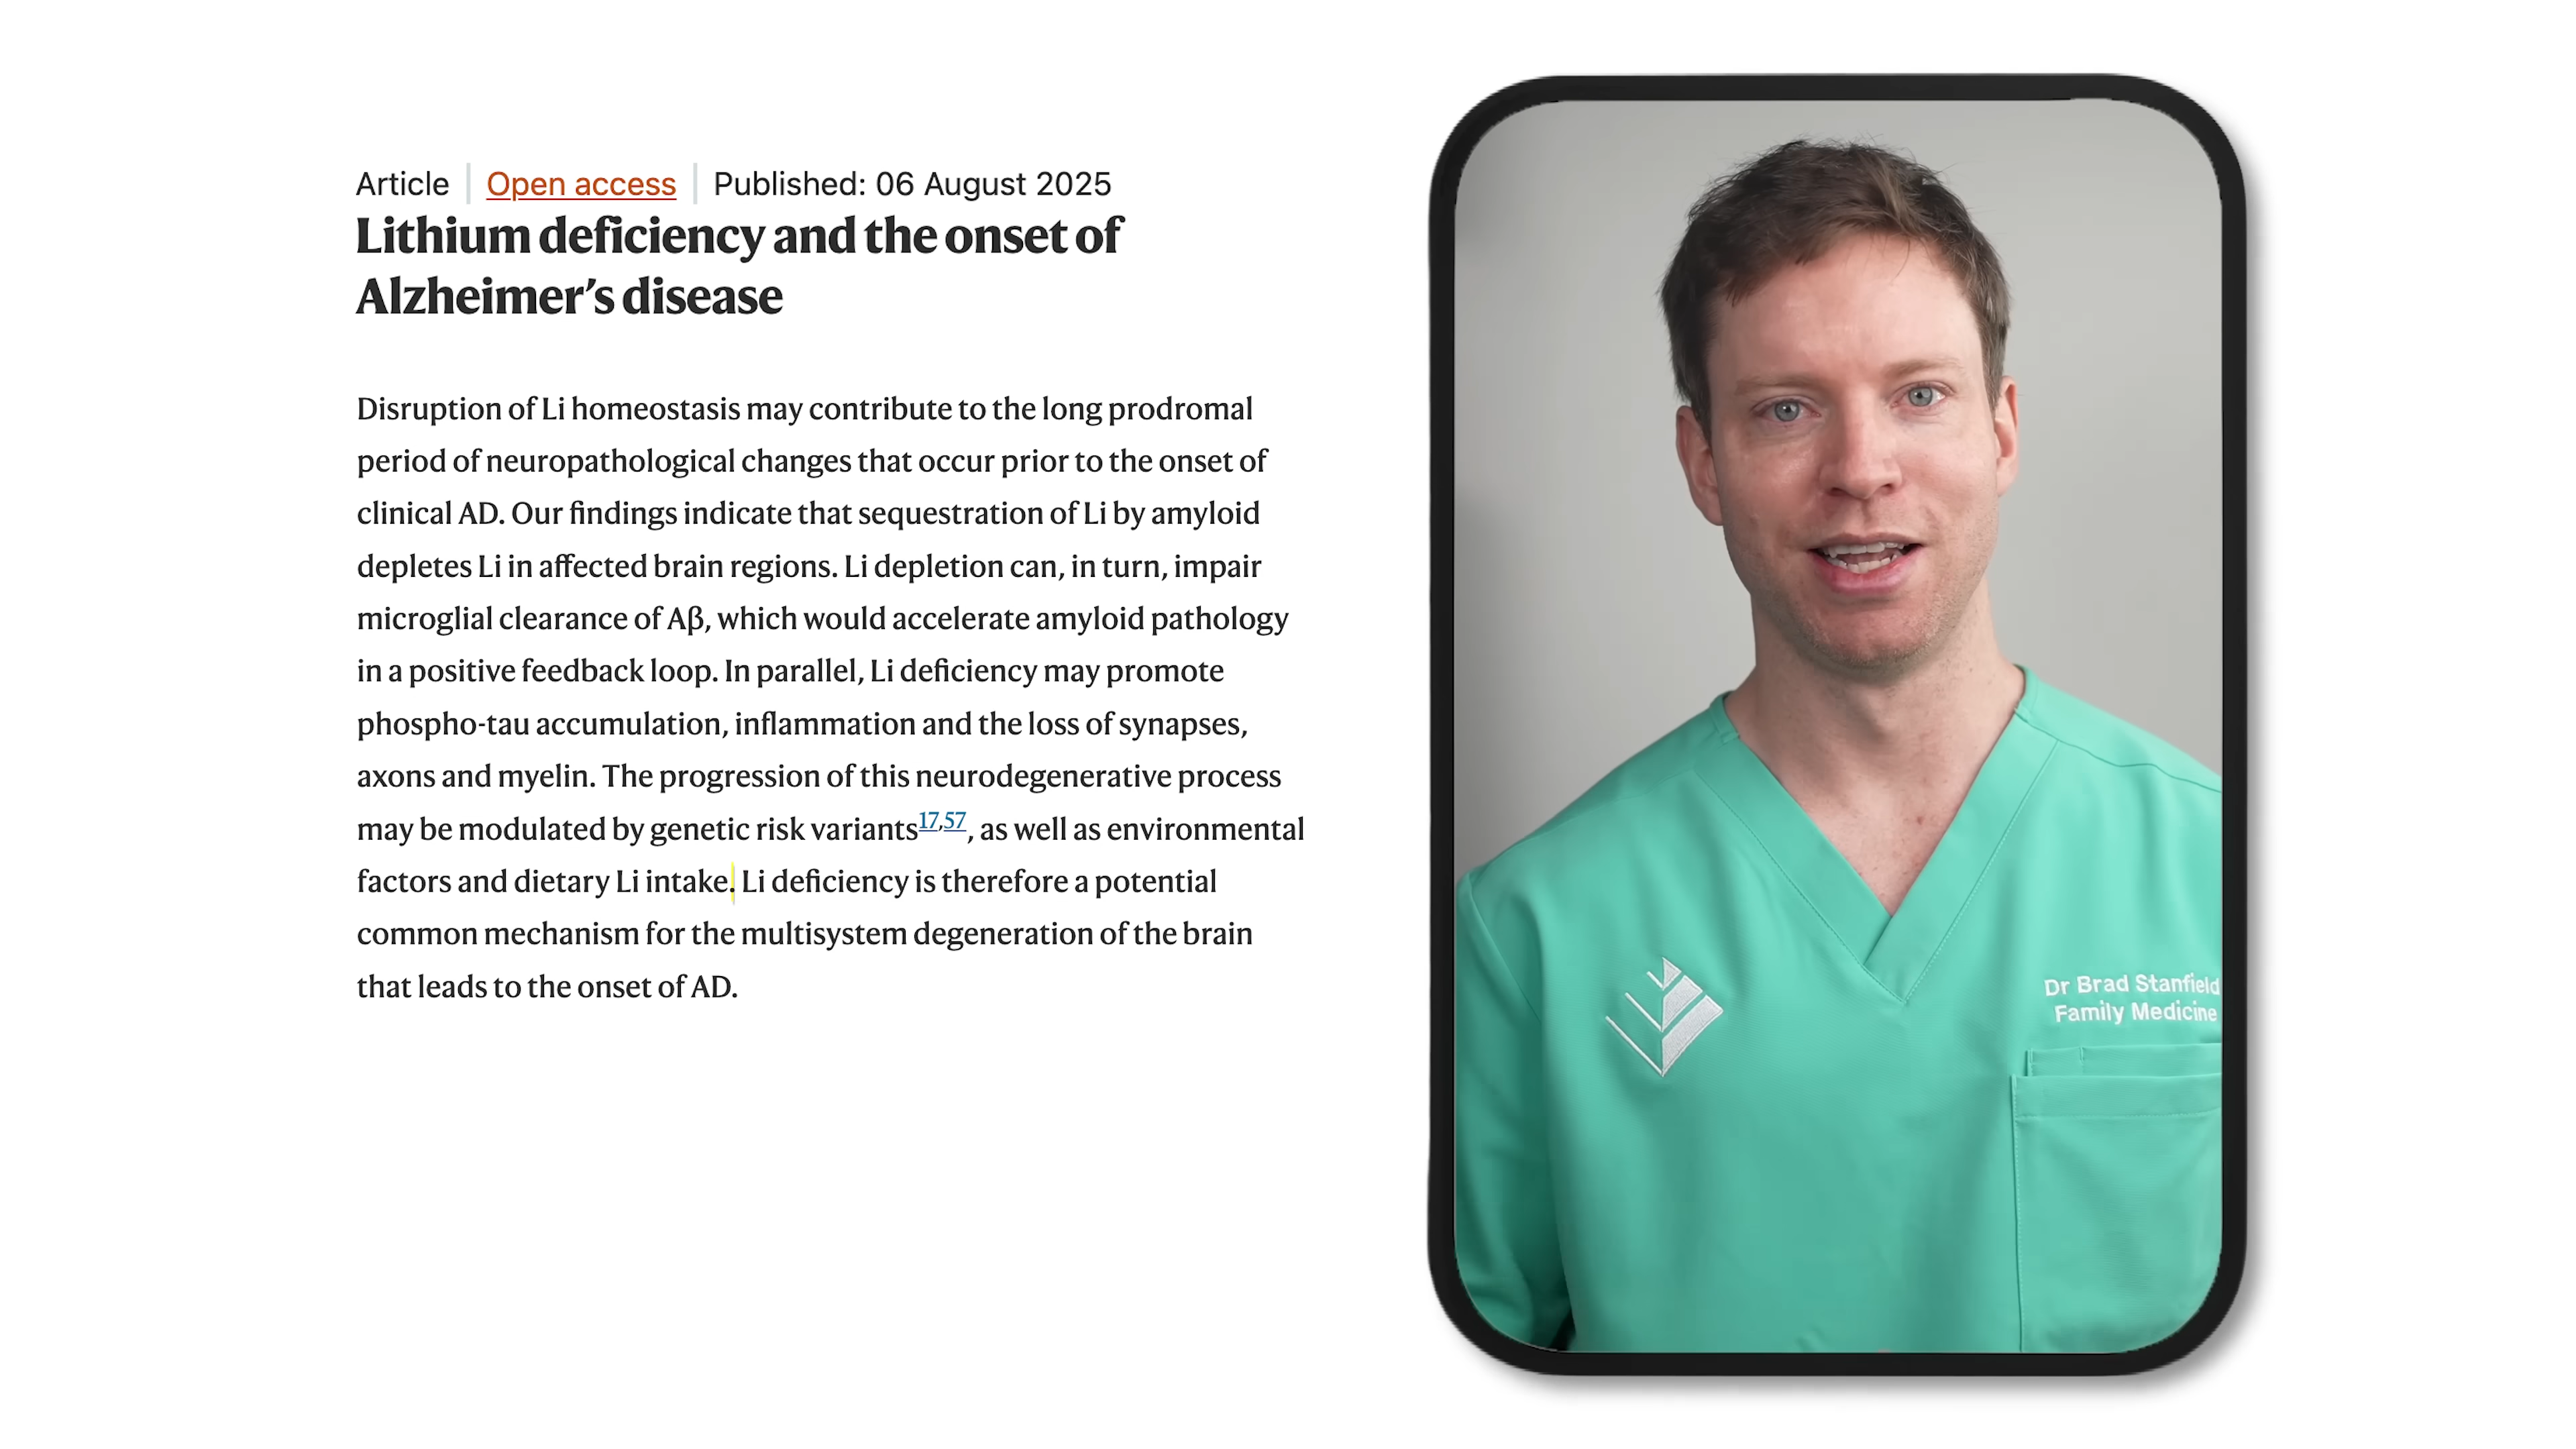 Article | Open access | Published: 06 August 2025
Lithium deficiency and the onset of
Alzheimer’s disease
Disruption of Li homeostasis may contribute to the long prodromal
period of neuropathological changes that occur prior to the onset of
clinical AD. Our findings indicate that sequestration of Li by amyloid
depletes Li in affected brain regions. Li depletion can, in turn, impair
microglial clearance of Aβ, which would accelerate amyloid pathology
in a positive feedback loop. In parallel, Li deficiency may promote
phospho-tau accumulation, inflammation and the loss of synapses,
axons and myelin. The progression of this neurodegenerative process
may be modulated by genetic risk variants17,57, as well as environmental
factors and dietary Li intake. Li deficiency is therefore a potential
common mechanism for the multisystem degeneration of the brain
that leads to the onset of AD.
Dr Brad Stanfield
Family Medicine